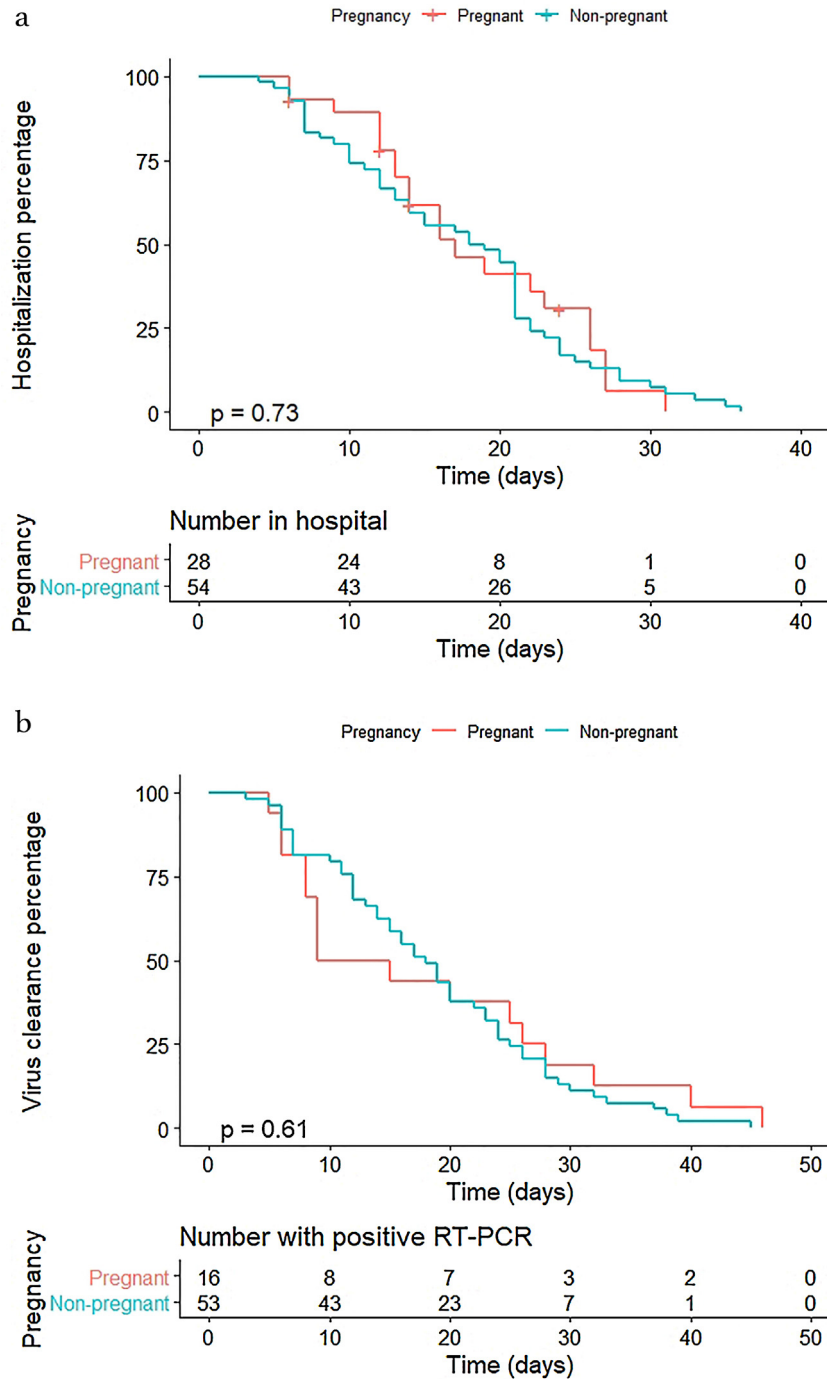 a
Pregnancy Pregnant Non-pregnant
Hospitalization percentage
100
75
50
25
0
p = 0.73
0 10 20 30 40
Time (days)
Number in hospital
Pregnancy
Pregnant 28 24 8 1 0
Non-pregnant 54 43 26 5 0
0 10 20 30 40
Time (days)
b
Pregnancy Pregnant Non-pregnant
Virus clearance percentage
100
75
50
25
0
p = 0.61
0 10 20 30 40 50
Time (days)
Number with positive RT-PCR
Pregnancy
Pregnant 16 8 7 3 2 0
Non-pregnant 53 43 23 7 1 0
0 10 20 30 40 50
Time (days)